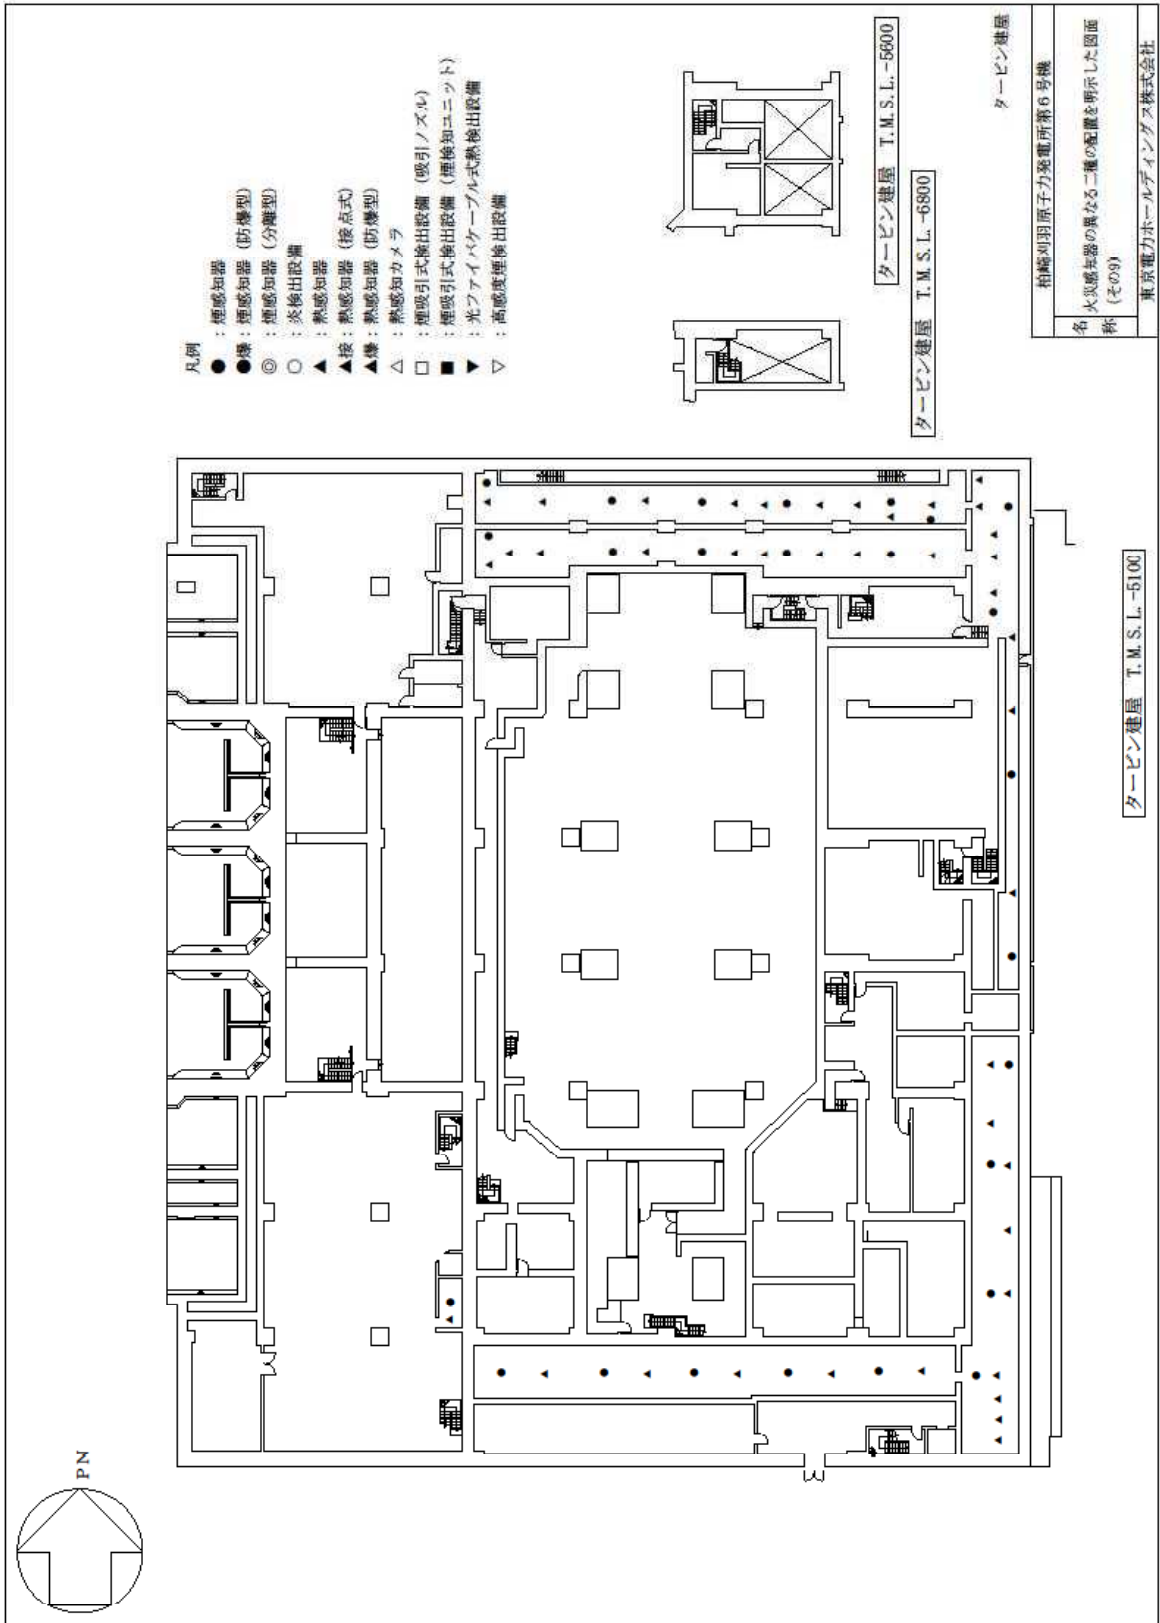 凡例
● : 煙感知器
●爆 : 煙感知器 (防爆型)
◎ : 煙感知器 (分離型)
○ : 炎検出設備
▲ : 熱感知器
▲接 : 熱感知器 (接点式)
▲爆 : 熱感知器 (防爆型)
△ : 熱感知カメラ
□ : 煙吸引式検出設備 (吸引ノズル)
■ : 煙吸引式検出設備 (煙検知ユニット)
▼ : 光ファイバケーブル式熱検出設備
▽ : 高感度煙検出設備
タービン建屋 T.M.S.L.-5600
タービン建屋 T.M.S.L.-6800
タービン建屋 T.M.S.L.-5100
PN
タービン建屋
柏崎刈羽原子力発電所第6号機
名称
火災感知器の異なる二種の配置を明示した図面
(その9)
東京電力ホールディングス株式会社